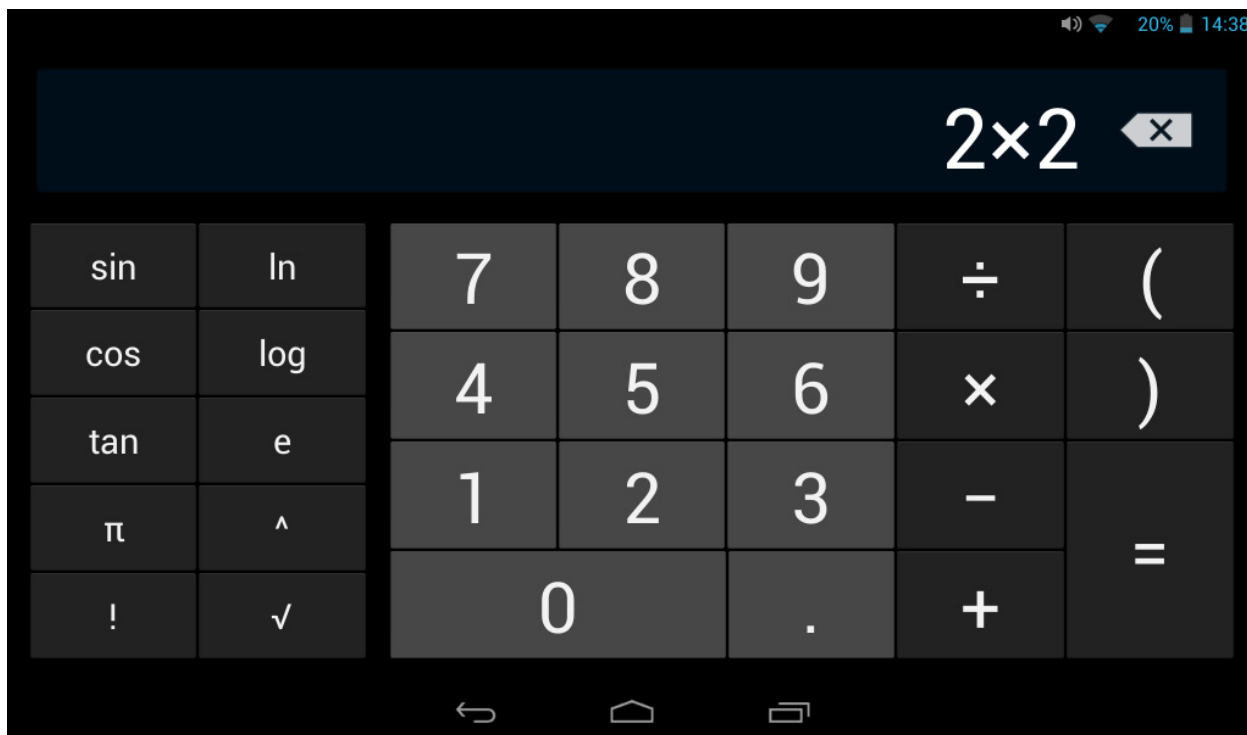 20% 14:38
2×2
sin ln 7 8 9 ÷ (
cos log 4 5 6 × )
tan e 1 2 3 −
π ^ =
! √ 0 . +